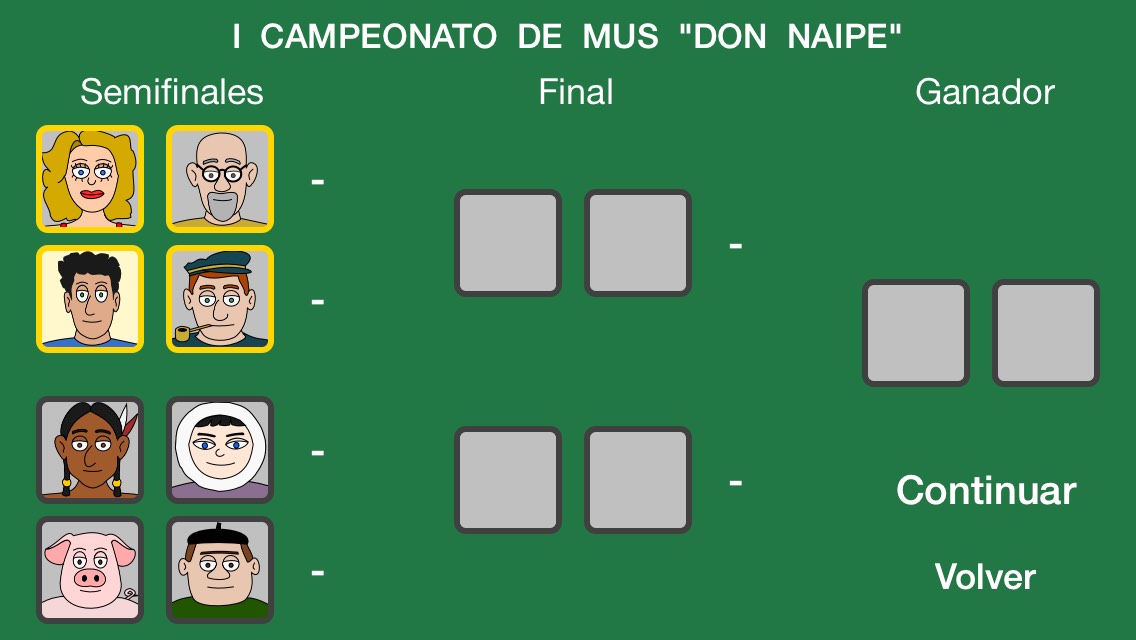 I CAMPEONATO DE MUS "DON NAIPE"
Semifinales
Final
Ganador
-
-
-
-
-
-
Continuar
Volver